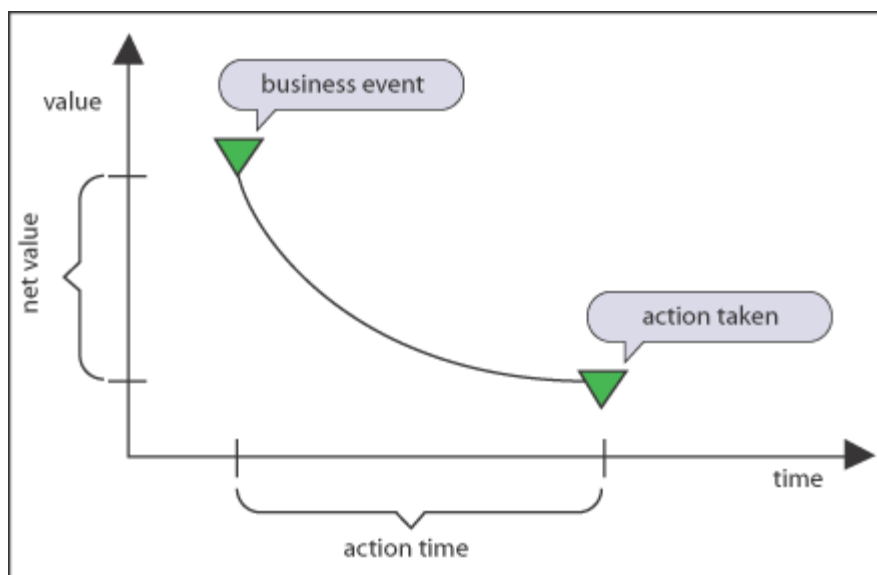 business event
value
net value
action taken
time
action time